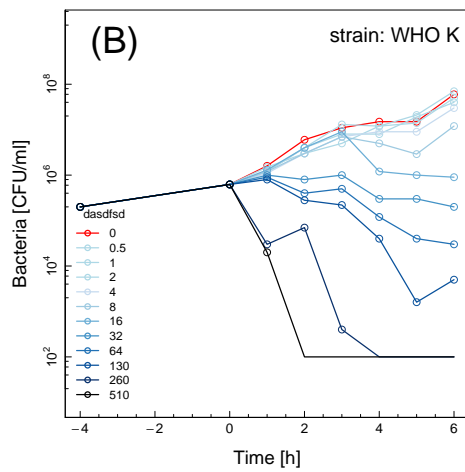 (B)
strain: WHO K
Bacteria [CFU/ml]
10^8
10^6
10^4
10^2
dasdfsd
0
0.5
1
2
4
8
16
32
64
130
260
510
−4 −2 0 2 4 6
Time [h]